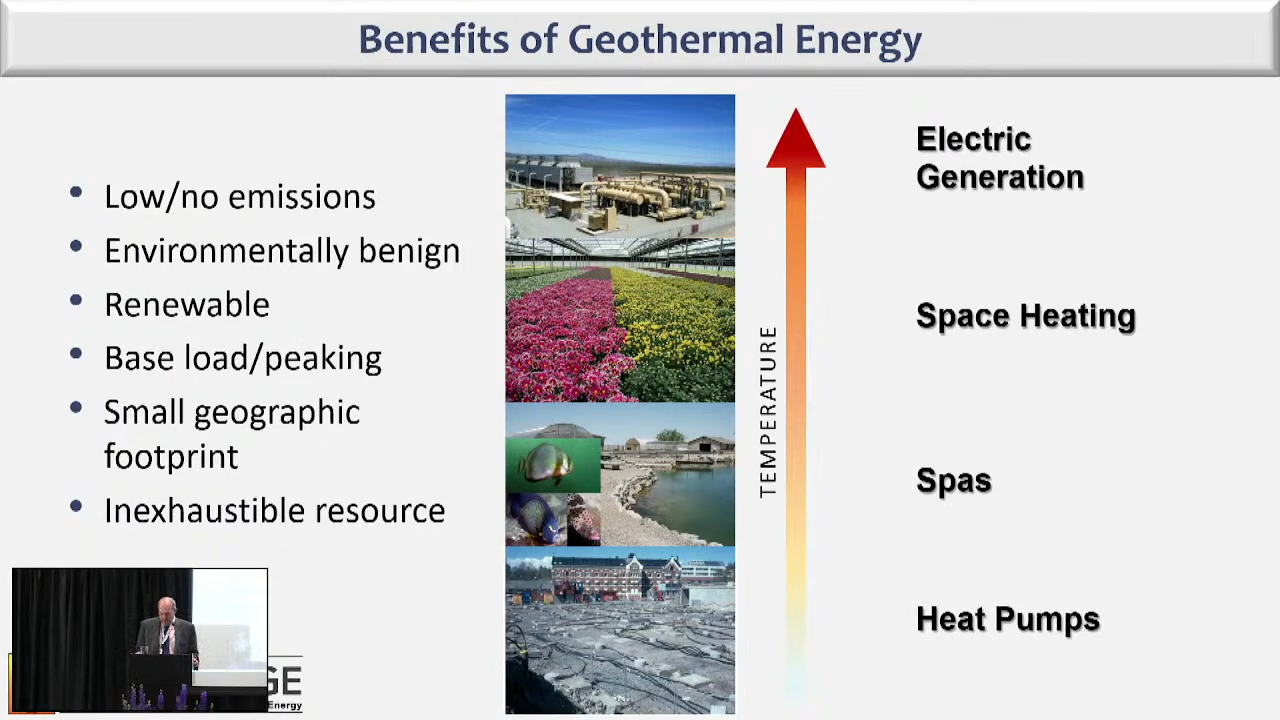 Benefits of Geothermal Energy
• Low/no emissions
• Environmentally benign
• Renewable
• Base load/peaking
• Small geographic
footprint
• Inexhaustible resource
TEMPERATURE
Electric
Generation
Space Heating
Spas
Heat Pumps
GE
Energy